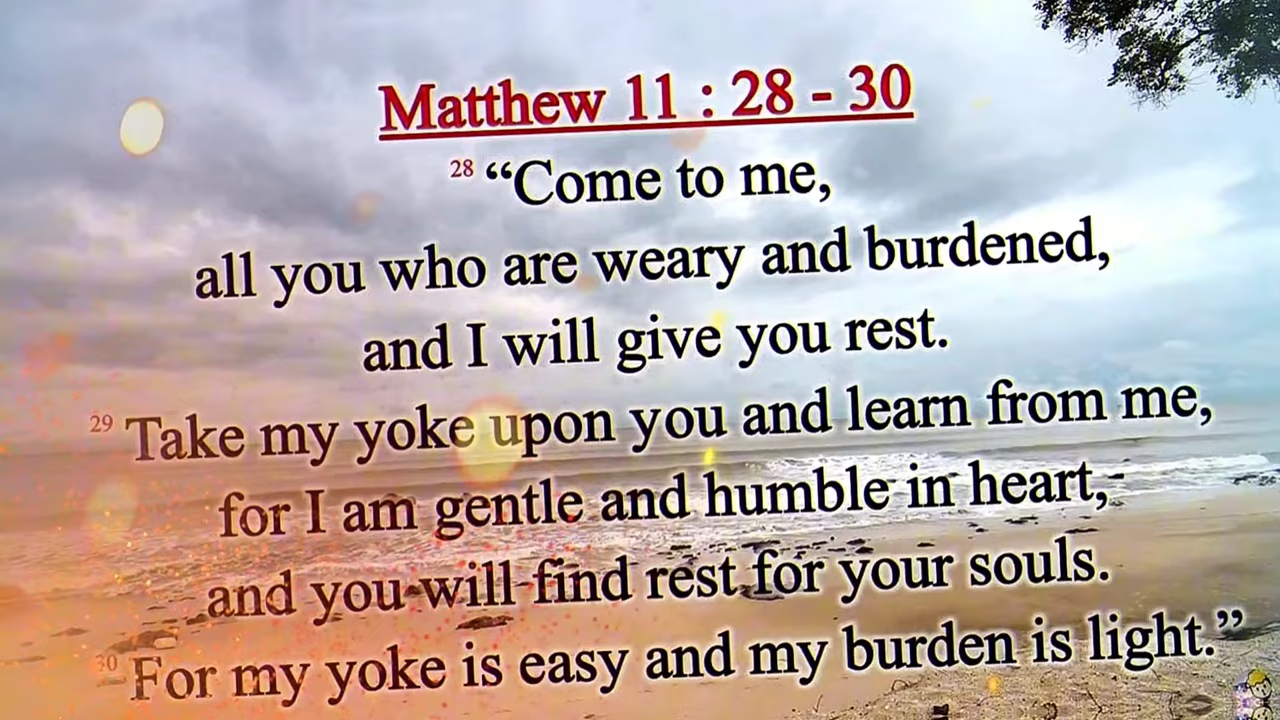 Matthew 11 : 28 - 30
28 “Come to me,
all you who are weary and burdened,
and I will give you rest.
29 Take my yoke upon you and learn from me,
for I am gentle and humble in heart,
and you will find rest for your souls.
30 For my yoke is easy and my burden is light.”